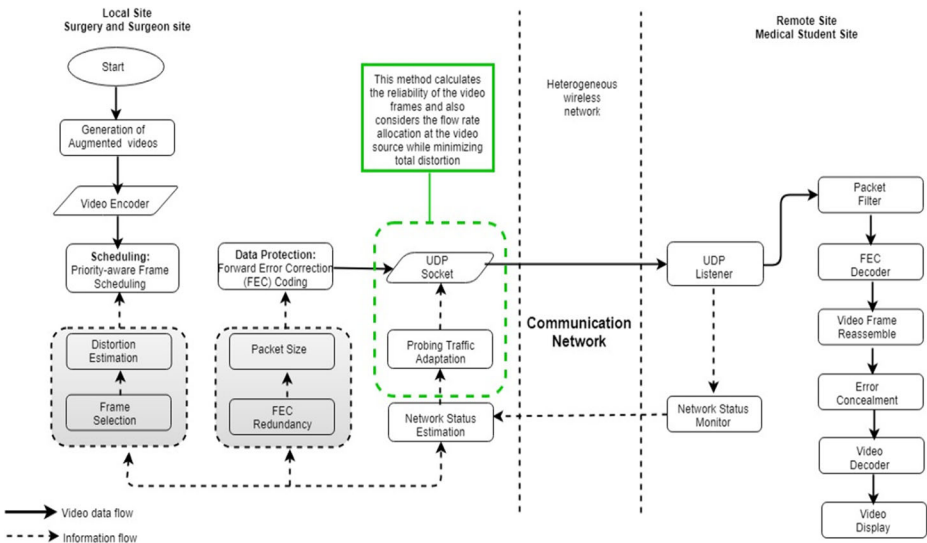 Local Site
Surgery and Surgeon site
Remote Site
Medical Student Site
Start
Generation of
Augmented videos
Video Encoder
Scheduling:
Priority-aware Frame
Scheduling
Distortion
Estimation
Frame
Selection
Data Protection:
Forward Error Correction
(FEC) Coding
Packet Size
FEC
Redundancy
This method calculates
the reliability of the video
frames and also
considers the flow rate
allocation at the video
source while minimizing
total distortion
UDP
Socket
Probing Traffic
Adaptation
Network Status
Estimation
Heterogeneous
wireless
network
Communication
Network
UDP
Listener
Network Status
Monitor
Packet
Filter
FEC
Decoder
Video Frame
Reassemble
Error
Concealment
Video
Decoder
Video
Display
Video data flow
Information flow